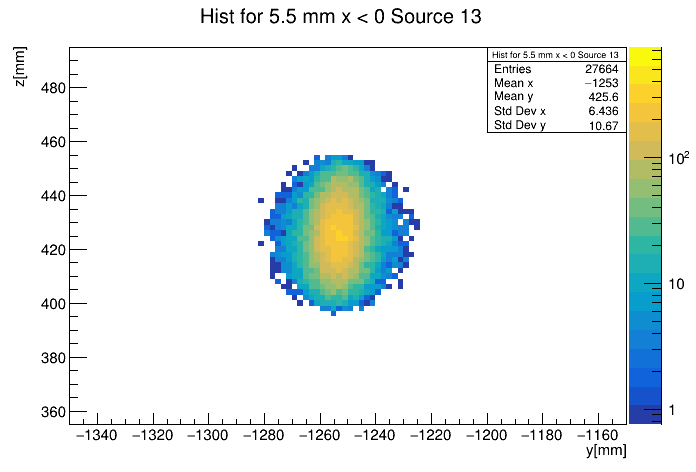 Hist for 5.5 mm x < 0 Source 13
z[mm]
Hist for 5.5 mm x < 0 Source 13
Entries 27664
Mean x −1253
Mean y 425.6
Std Dev x 6.436
Std Dev y 10.67
480
460
440
420
400
380
360
10²
10
1
−1340 −1320 −1300 −1280 −1260 −1240 −1220 −1200 −1180 −1160
y[mm]